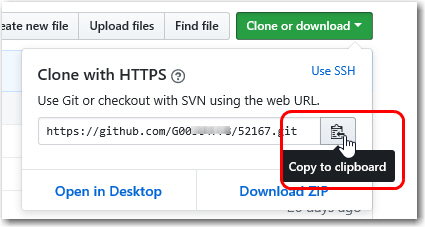 eate new file Upload files Find file Clone or download
Clone with HTTPS ?
Use SSH
Use Git or checkout with SVN using the web URL.
https://github.com/G00 /52167.git
Copy to clipboard
Open in Desktop Download ZIP
days ago